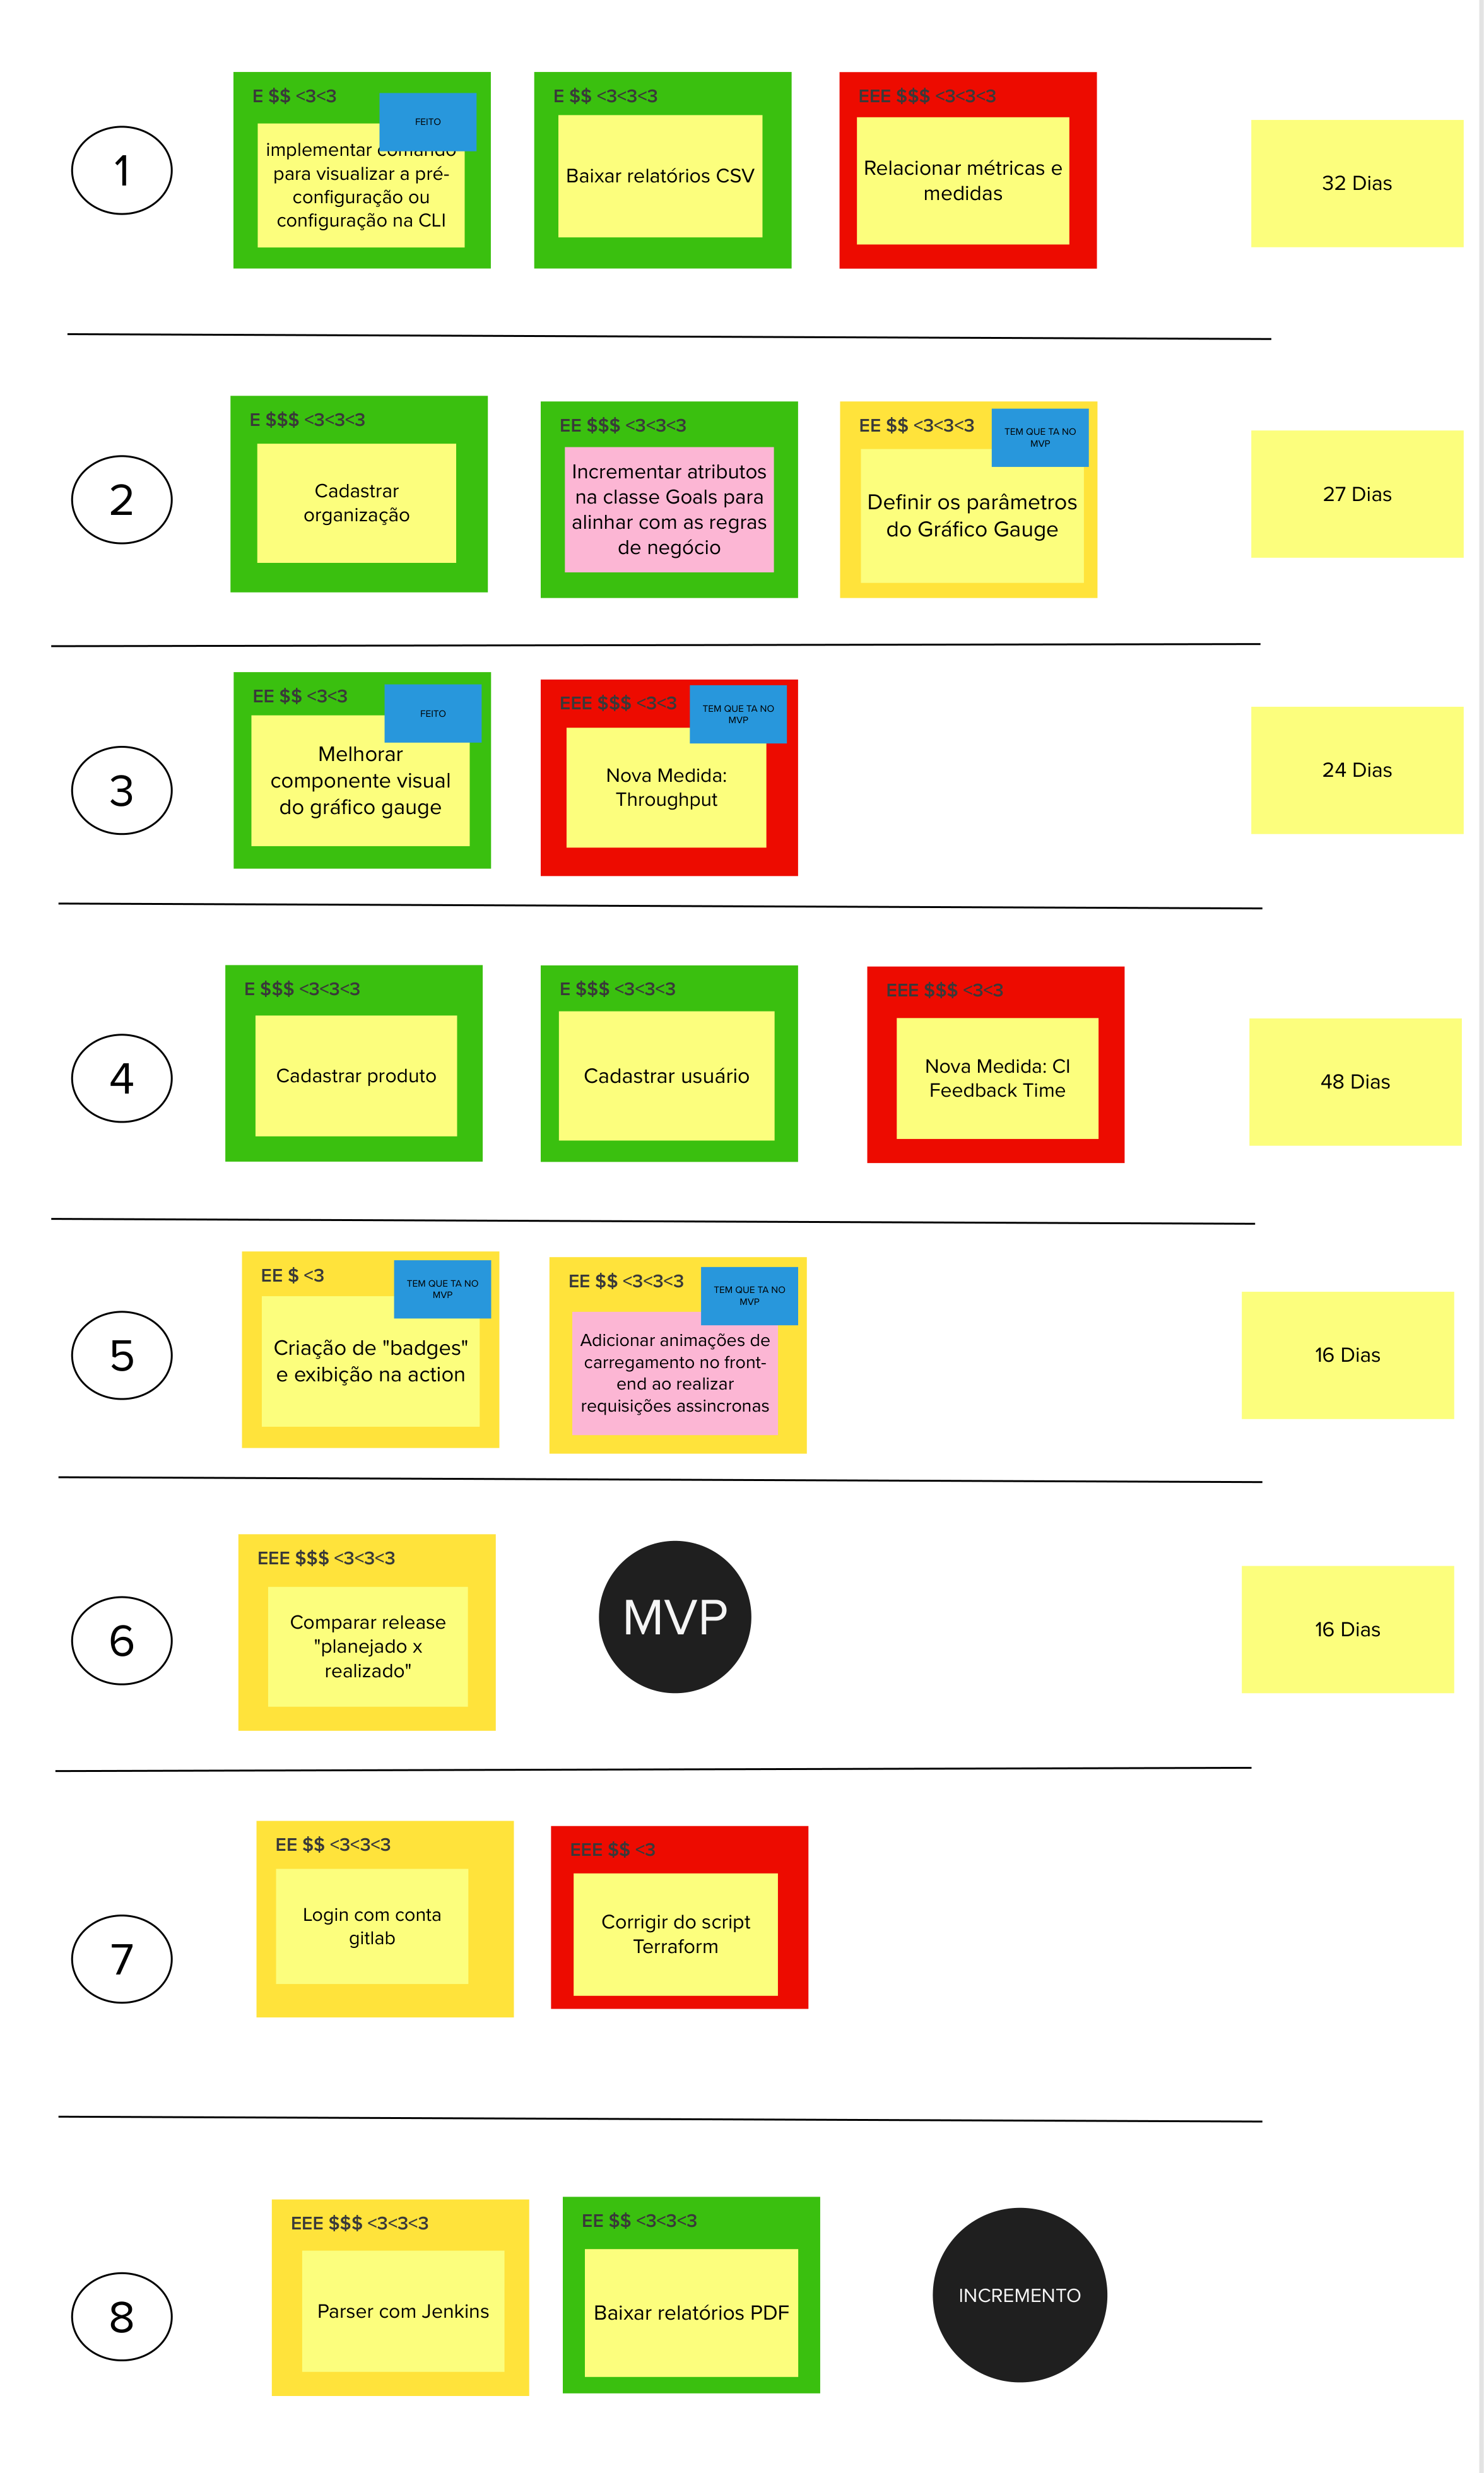 1
E $$ <3<3
FEITO
implementar comando
para visualizar a pré-
configuração ou
configuração na CLI
E $$ <3<3<3
Baixar relatórios CSV
EEE $$$ <3<3<3
Relacionar métricas e
medidas
32 Dias
2
E $$$ <3<3<3
Cadastrar
organização
EE $$$ <3<3<3
Incrementar atributos
na classe Goals para
alinhar com as regras
de negócio
EE $$ <3<3<3
TEM QUE TA NO
MVP
Definir os parâmetros
do Gráfico Gauge
27 Dias
3
EE $$ <3<3
FEITO
Melhorar
componente visual
do gráfico gauge
EEE $$$ <3<3
TEM QUE TA NO
MVP
Nova Medida:
Throughput
24 Dias
4
E $$$ <3<3<3
Cadastrar produto
E $$$ <3<3<3
Cadastrar usuário
EEE $$$ <3<3
Nova Medida: CI
Feedback Time
48 Dias
5
EE $ <3
TEM QUE TA NO
MVP
Criação de "badges"
e exibição na action
EE $$ <3<3<3
TEM QUE TA NO
MVP
Adicionar animações de
carregamento no front-
end ao realizar
requisições assincronas
16 Dias
6
EEE $$$ <3<3<3
Comparar release
"planejado x
realizado"
MVP
16 Dias
7
EE $$ <3<3<3
Login com conta
gitlab
EEE $$ <3
Corrigir do script
Terraform
8
EEE $$$ <3<3<3
Parser com Jenkins
EE $$ <3<3<3
Baixar relatórios PDF
INCREMENTO